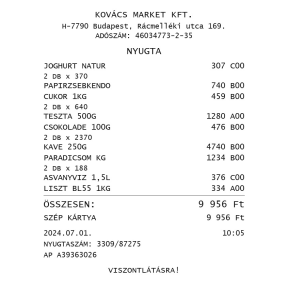 KOVÁCS MARKET KFT.
H-7790 Budapest, Rácmelléki utca 169.
ADÓSZÁM: 46034773-2-35
NYUGTA
JOGHURT NATUR 307 C00
2 DB x 370
PAPIRZSEBKENDO 740 B00
CUKOR 1KG 459 B00
2 DB x 640
TESZTA 500G 1280 A00
CSOKOLADE 100G 476 B00
2 DB x 2370
KAVE 250G 4740 B00
PARADICSOM KG 1234 B00
2 DB x 188
ASVANYVIZ 1,5L 376 C00
LISZT BL55 1KG 334 A00
ÖSSZESEN: 9 956 Ft
SZÉP KÁRTYA 9 956 Ft
2024.07.01. 10:05
NYUGTASZÁM: 3309/87275
AP A39363026
VISZONTLÁTÁSRA!